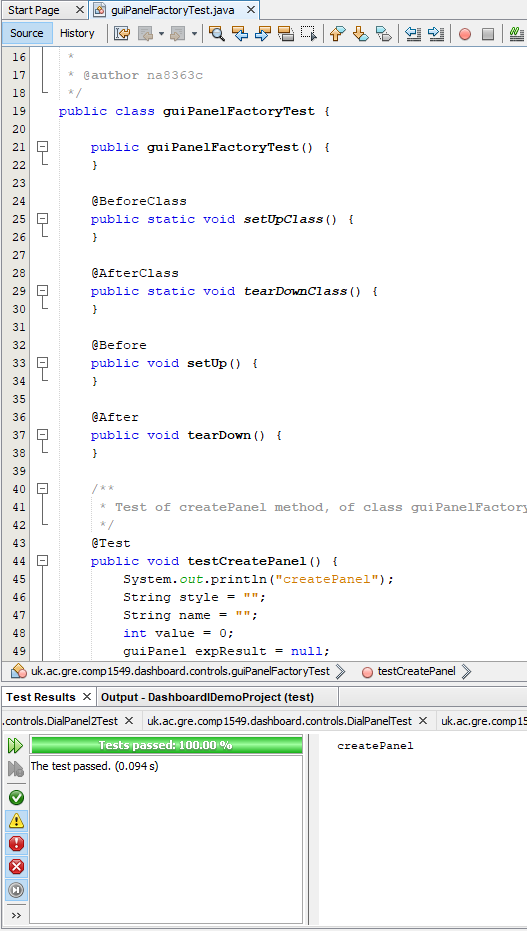 Start Page × guiPanelFactoryTest.java ×
Source History
16 *
17 * @author na8363c
18 */
19 public class guiPanelFactoryTest {
20
21 public guiPanelFactoryTest() {
22 }
23
24 @BeforeClass
25 public static void setUpClass() {
26 }
27
28 @AfterClass
29 public static void tearDownClass() {
30 }
31
32 @Before
33 public void setUp() {
34 }
35
36 @After
37 public void tearDown() {
38 }
39
40 /**
41 * Test of createPanel method, of class guiPanelFactory
42 */
43 @Test
44 public void testCreatePanel() {
45 System.out.println("createPanel");
46 String style = "";
47 String name = "";
48 int value = 0;
49 guiPanel expResult = null;
uk.ac.gre.comp1549.dashboard.controls.guiPanelFactoryTest testCreatePanel
Test Results × Output - DashboardIDemoProject (test)
.controls.DialPanel2Test × uk.ac.gre.comp1549.dashboard.controls.DialPanelTest × uk.ac.gre.comp15
Tests passed: 100.00 %
createPanel
The test passed. (0.094 s)